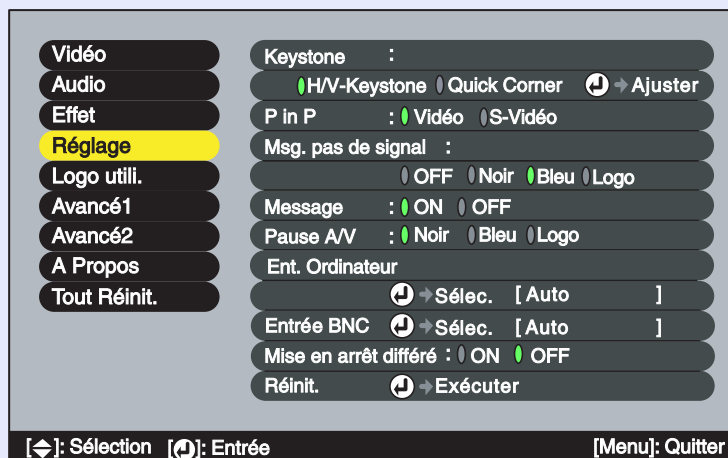 Vidéo
Audio
Effet
Réglage
Logo utili.
Avancé1
Avancé2
A Propos
Tout Réinit.
Keystone :
H/V-Keystone Quick Corner Ajuster
P in P : Vidéo S-Vidéo
Msg. pas de signal :
OFF Noir Bleu Logo
Message : ON OFF
Pause A/V : Noir Bleu Logo
Ent. Ordinateur
Sélec. [ Auto ]
Entrée BNC Sélec. [ Auto ]
Mise en arrêt différé : ON OFF
Réinit. Exécuter
[ ]: Sélection [ ]: Entrée [Menu]: Quitter